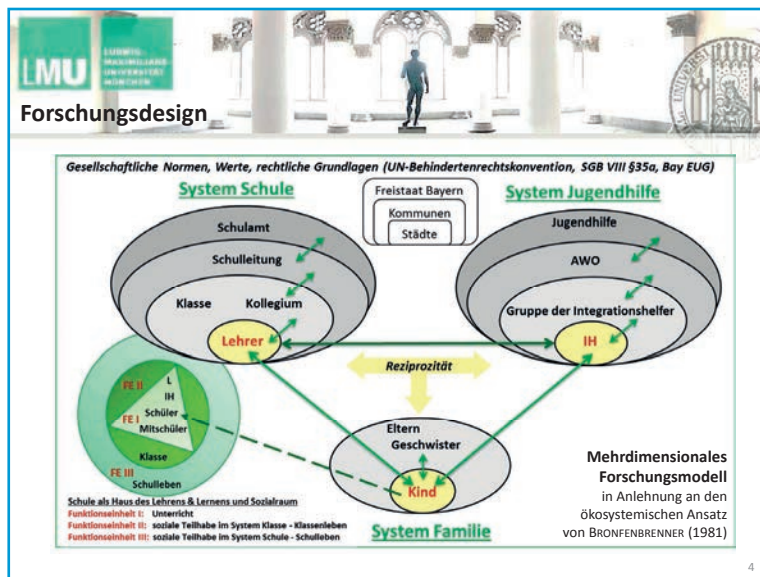 LMU
LUDWIG-
MAXIMILIANS-
UNIVERSITÄT
MÜNCHEN
Forschungsdesign
Gesellschaftliche Normen, Werte, rechtliche Grundlagen (UN-Behindertenrechtskonvention, SGB VIII §35a, Bay EUG)
System Schule
Freistaat Bayern
Kommunen
Städte
System Jugendhilfe
Schulamt
Schulleitung
Klasse
Kollegium
Lehrer
Jugendhilfe
AWO
Gruppe der Integrationshelfer
IH
Reziprozität
FE II
L
IH
Schüler
FE I
Mitschüler
Klasse
FE III
Schulleben
Eltern
Geschwister
Kind
System Familie
Schule als Haus des Lehrens & Lernens und Sozialraum
Funktionseinheit I: Unterricht
Funktionseinheit II: soziale Teilhabe im System Klasse - Klassenleben
Funktionseinheit III: soziale Teilhabe im System Schule - Schulleben
Mehrdimensionales
Forschungsmodell
in Anlehnung an den
ökosystemischen Ansatz
von BRONFENBRENNER (1981)
4